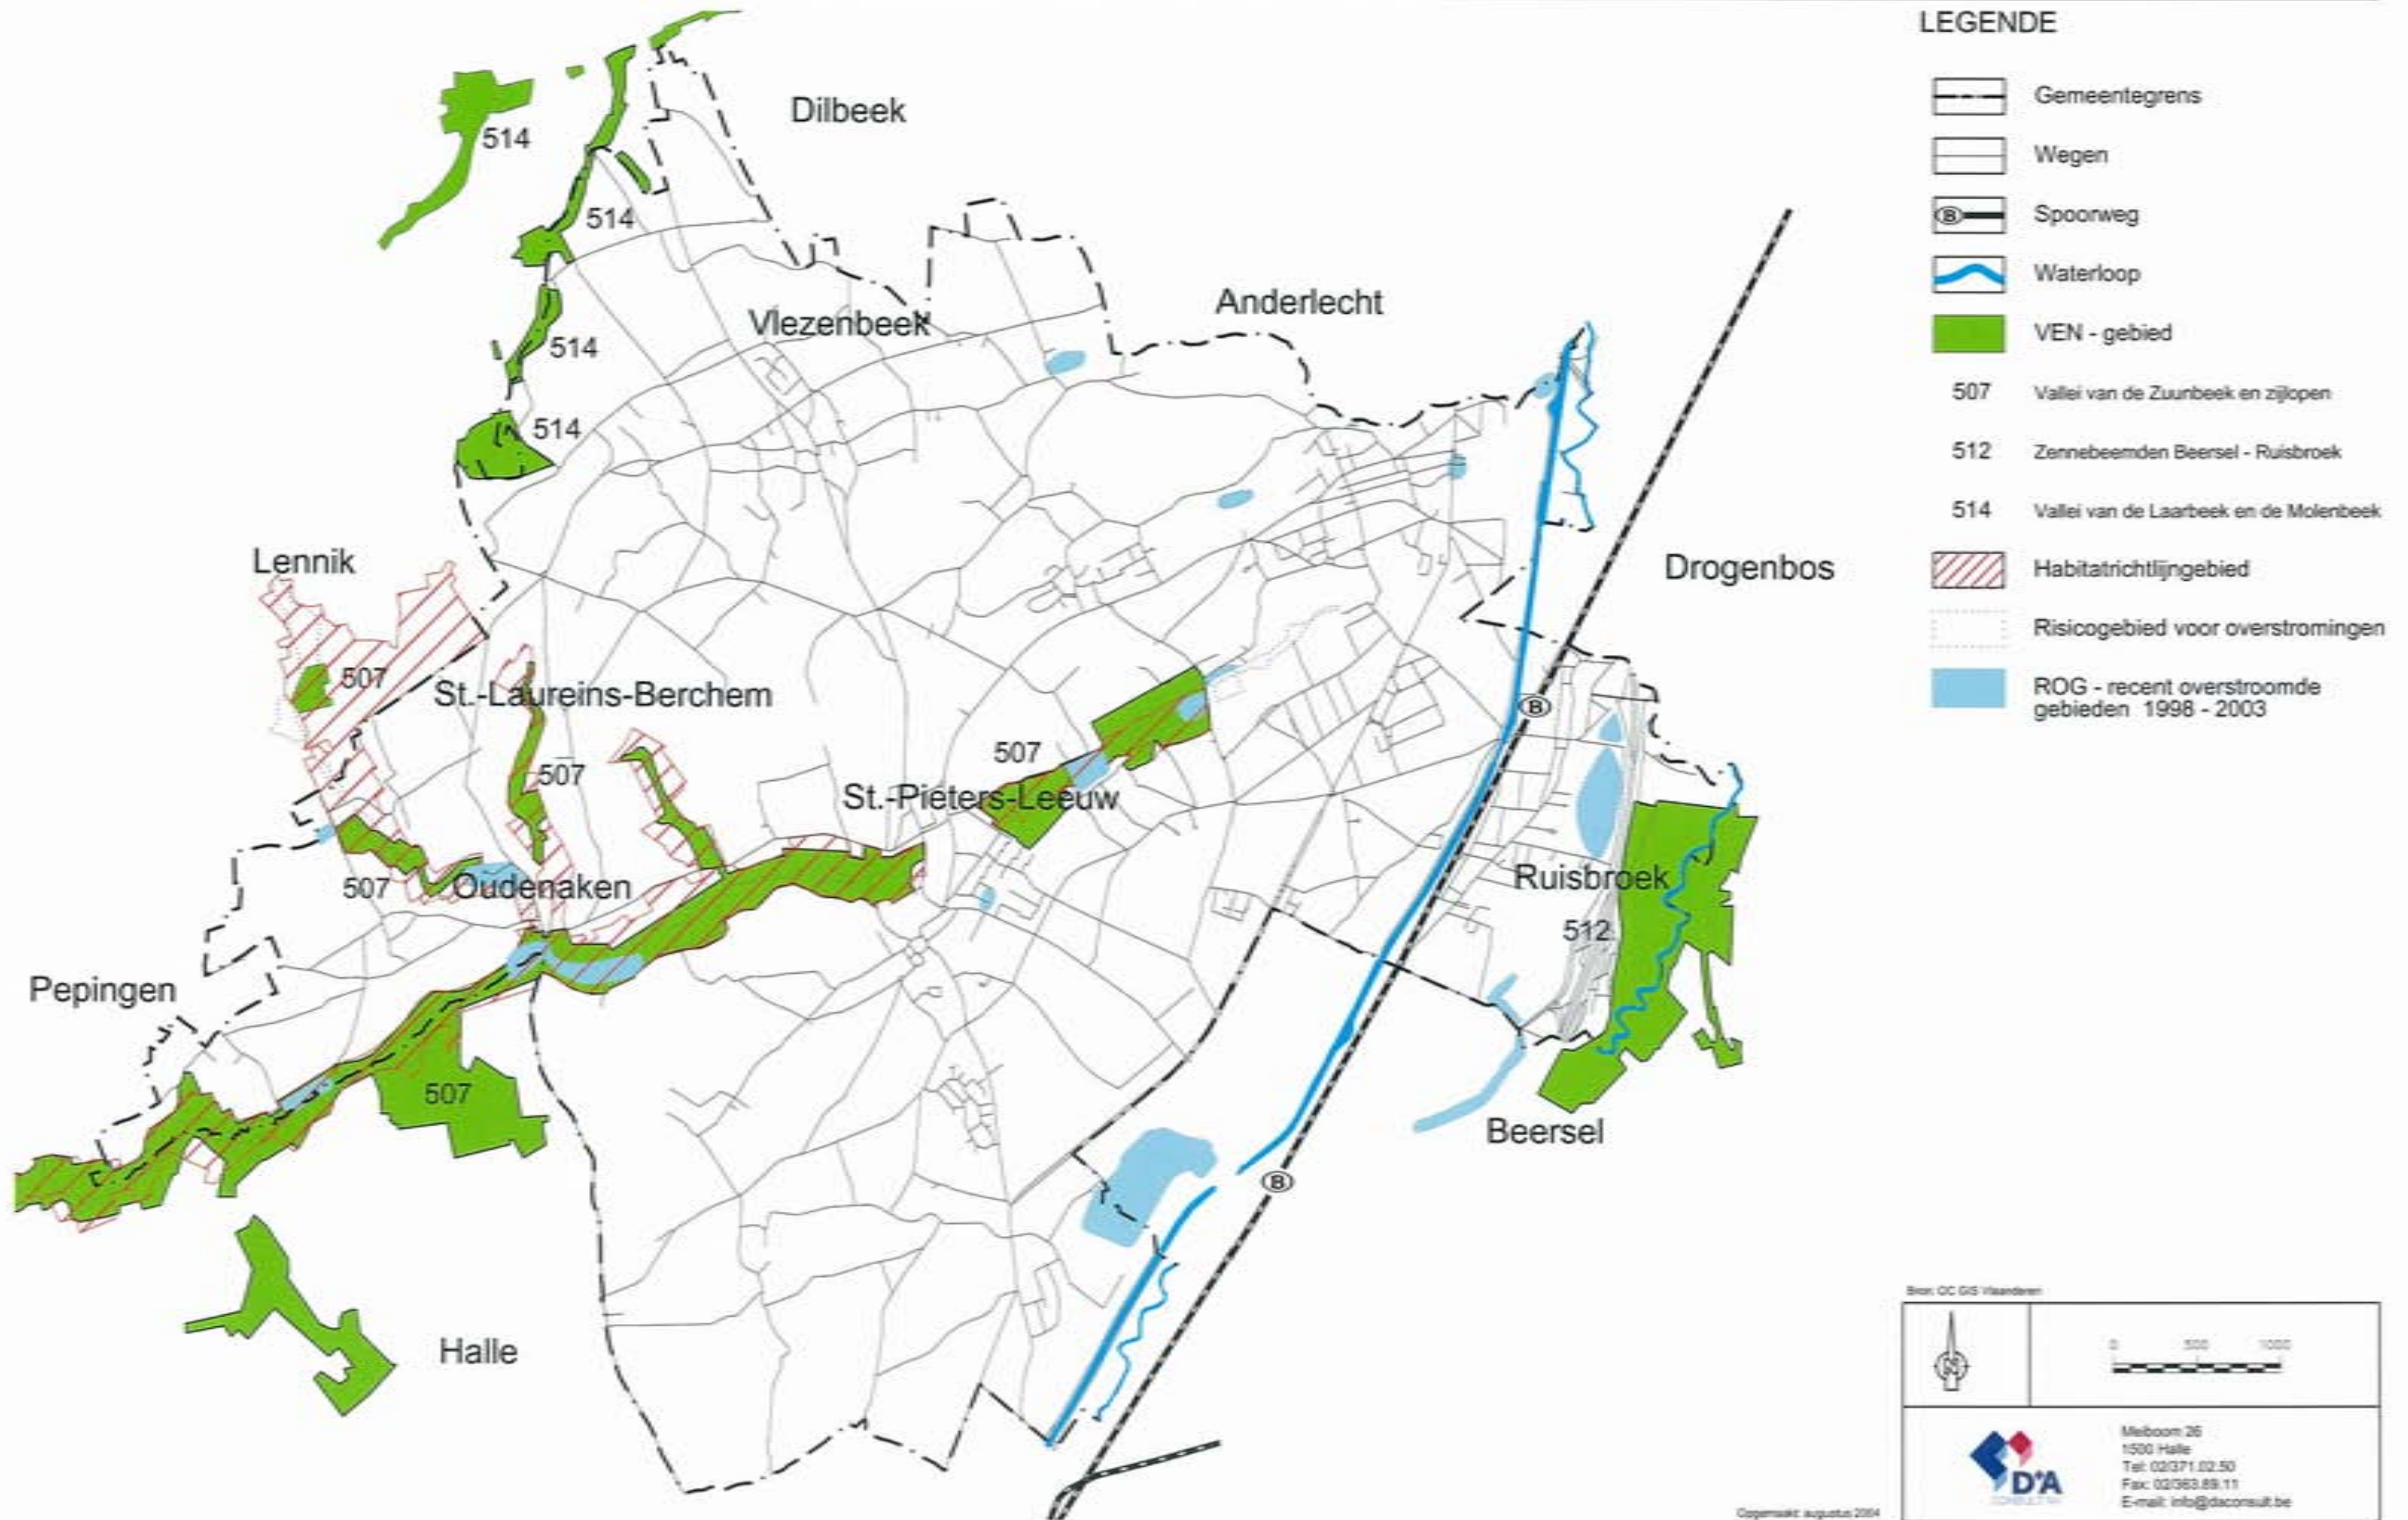 LEGENDE
Gemeentegrens
Wegen
B Spoorweg
Waterloop
VEN - gebied
507 Vallei van de Zuunbeek en zijlopen
512 Zennebeemden Beersel - Ruisbroek
514 Vallei van de Laarbeek en de Molenbeek
Habitatrichtlijngebied
Risicogebied voor overstromingen
ROG - recent overstroomde
gebieden 1998 - 2003
Dilbeek
514
514
Anderlecht
Vlezenbeek
514
514
Lennik
Drogenbos
507
St.-Laureins-Berchem
B
507
507
St.-Pieters-Leeuw
Ruisbroek
507
Oudenaken
512
Pepingen
507
Beersel
B
Halle
Bron: OC GIS Vlaanderen
N
0 500 1000
D+A
CONSULT
Meiboom 26
1500 Halle
Tel: 02/371.02.50
Fax: 02/363.89.11
E-mail: info@daconsult.be
Opgemaakt: augustus 2004